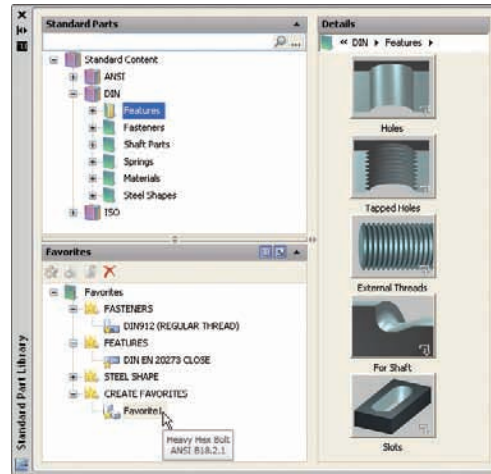 Standard Parts
...
Standard Content
ANSI
DIN
Features
Fasteners
Shaft Parts
Springs
Materials
Steel Shapes
ISO
Favorites
Favorites
FASTENERS
DIN912 (REGULAR THREAD)
FEATURES
DIN EN 20273 CLOSE
STEEL SHAPE
CREATE FAVORITES
Favorite1
Heavy Hex Bolt
ANSI B18.2.1
Standard Part Library
Details
« DIN ▸ Features ▸
Holes
Tapped Holes
External Threads
For Shaft
Slots